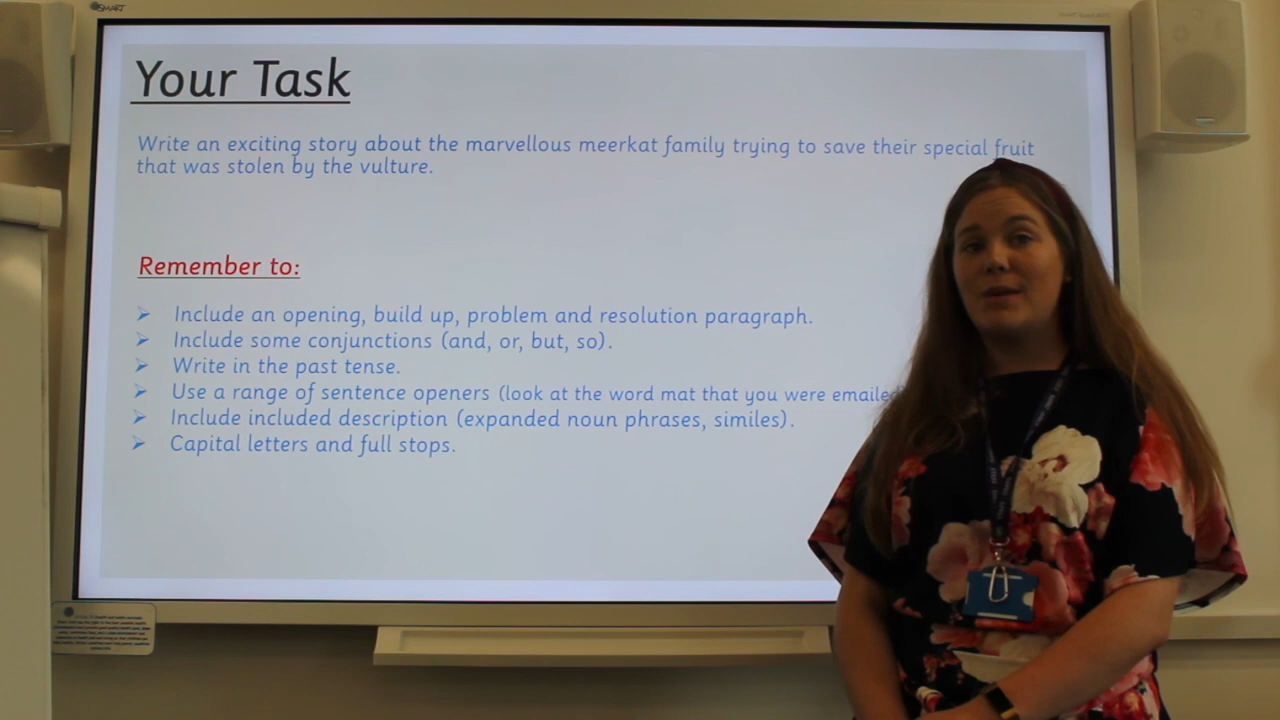 SMART
Your Task
Write an exciting story about the marvellous meerkat family trying to save their special fruit
that was stolen by the vulture.
Remember to:
➢ Include an opening, build up, problem and resolution paragraph.
➢ Include some conjunctions (and, or, but, so).
➢ Write in the past tense.
➢ Use a range of sentence openers (look at the word mat that you were emailed
➢ Include included description (expanded noun phrases, similes).
➢ Capital letters and full stops.